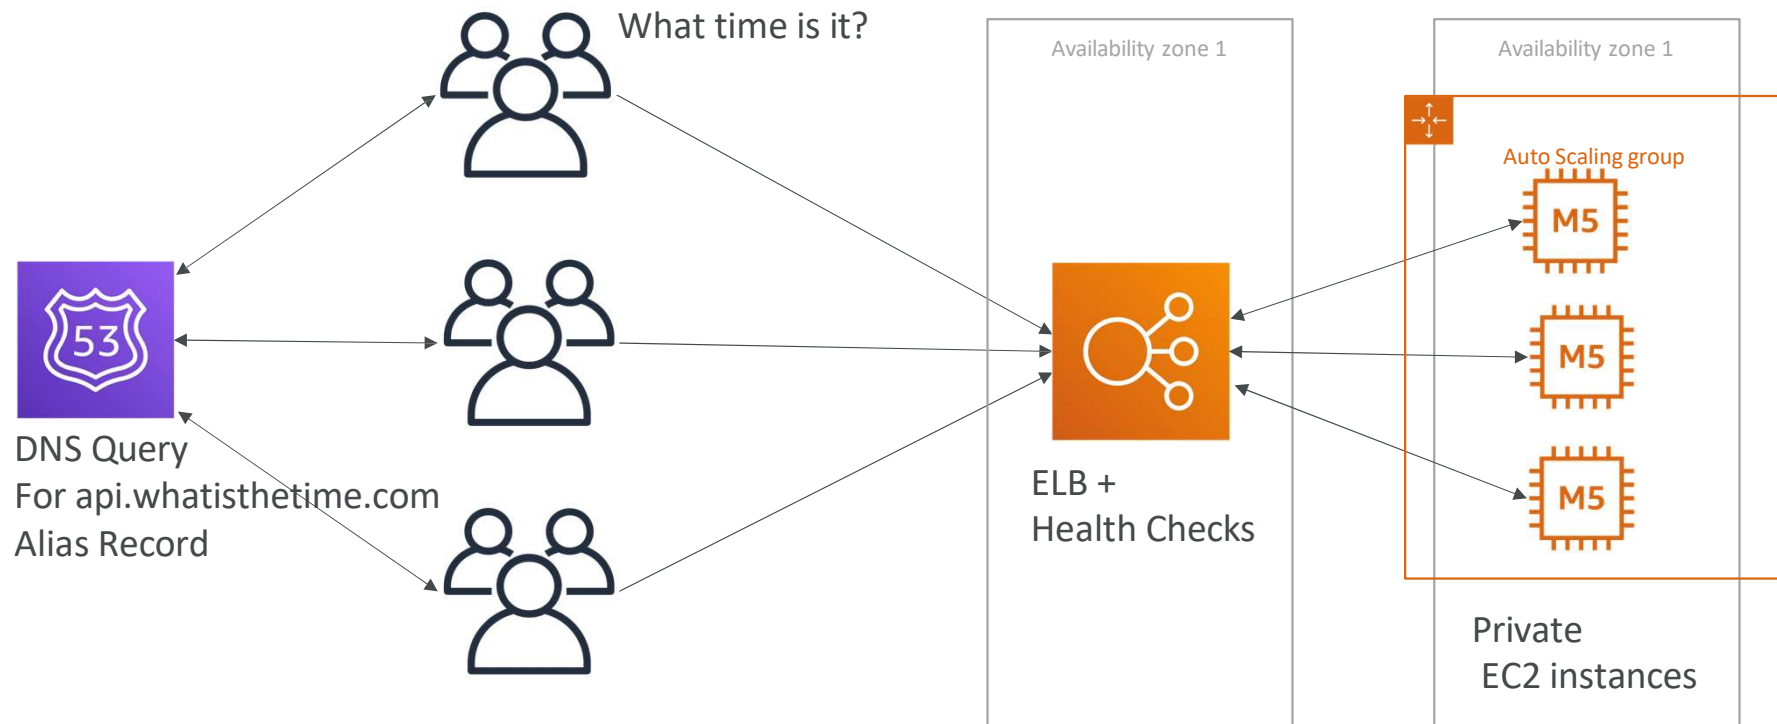 What time is it?
Availability zone 1
Availability zone 1
Auto Scaling group
M5
53
M5
DNS Query
For api.whatisthetime.com
Alias Record
ELB +
Health Checks
M5
Private
EC2 instances